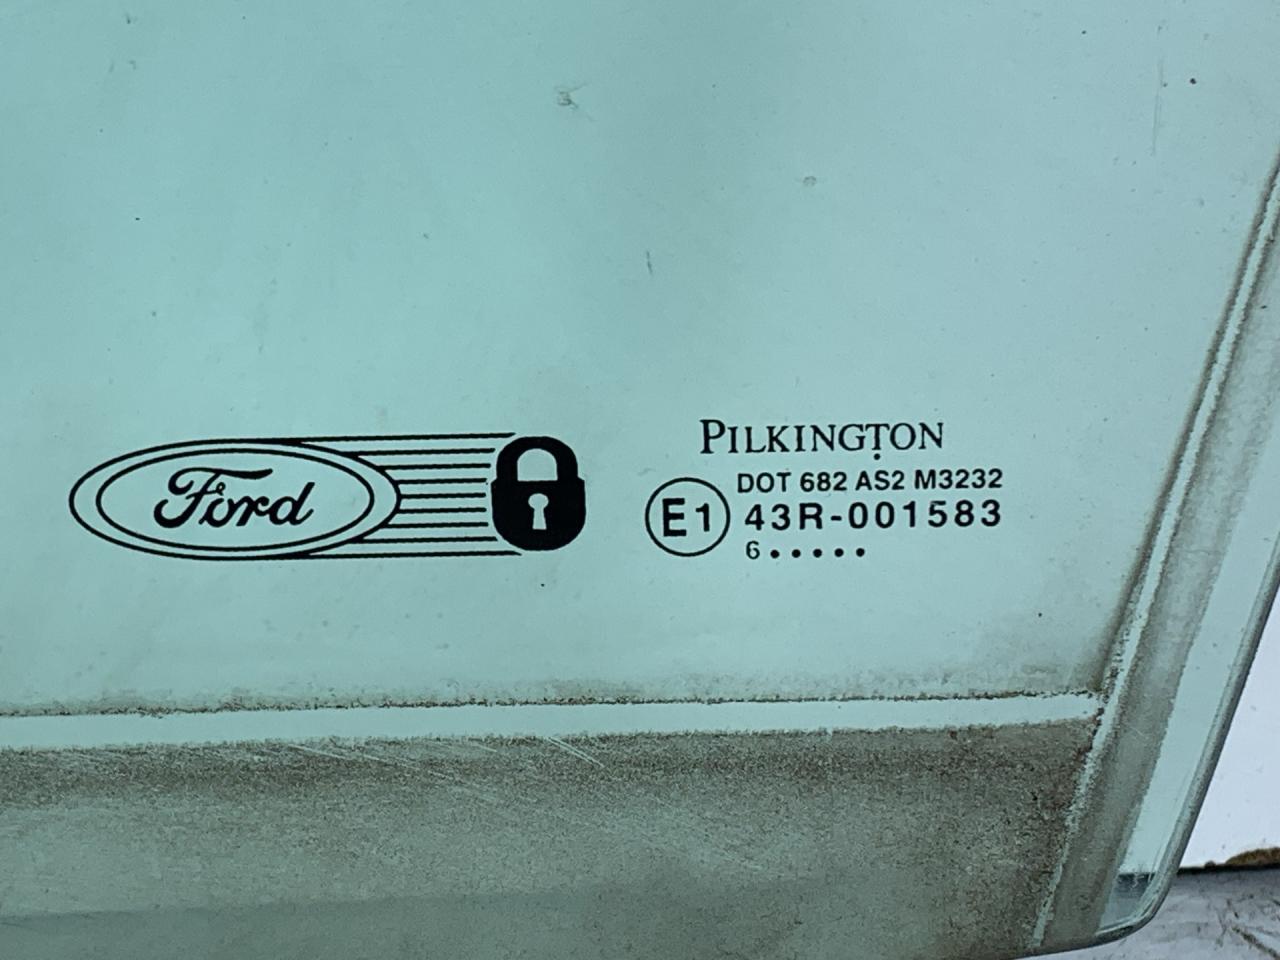 Ford
PILKINGTON
DOT 682 AS2 M3232
E1 43R-001583
6.....